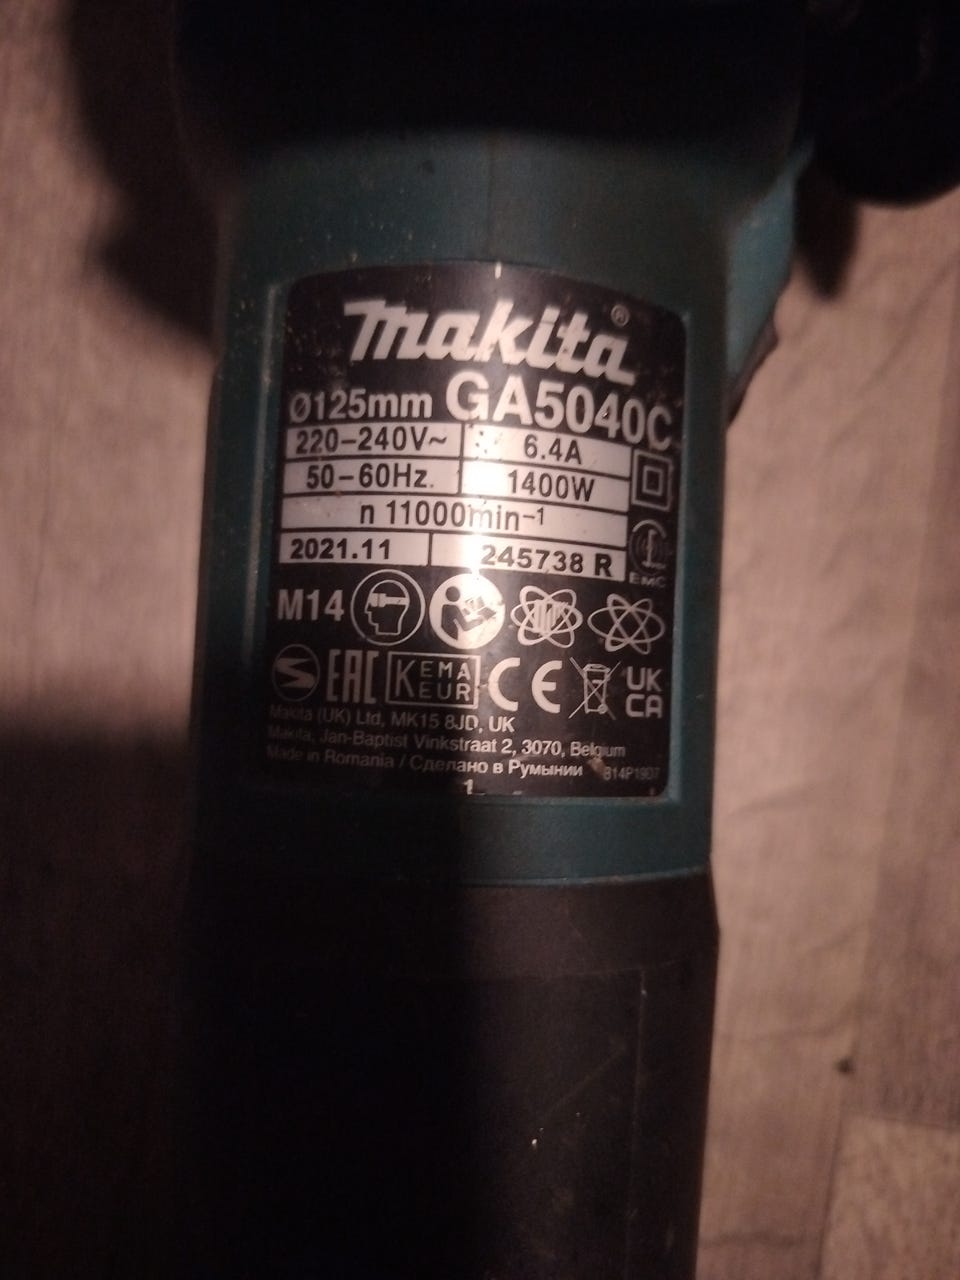 makita®
Ø125mm GA5040C
220-240V~ 6.4A
50-60Hz. 1400W
n 11000min-1
2021.11 245738 R
EMC
M14
EAC KEMA EUR CE UK CA
Makita (UK) Ltd, MK15 8JD, UK
Makita, Jan-Baptist Vinkstraat 2, 3070, Belgium
Made in Romania / Сделано в Румынии
1